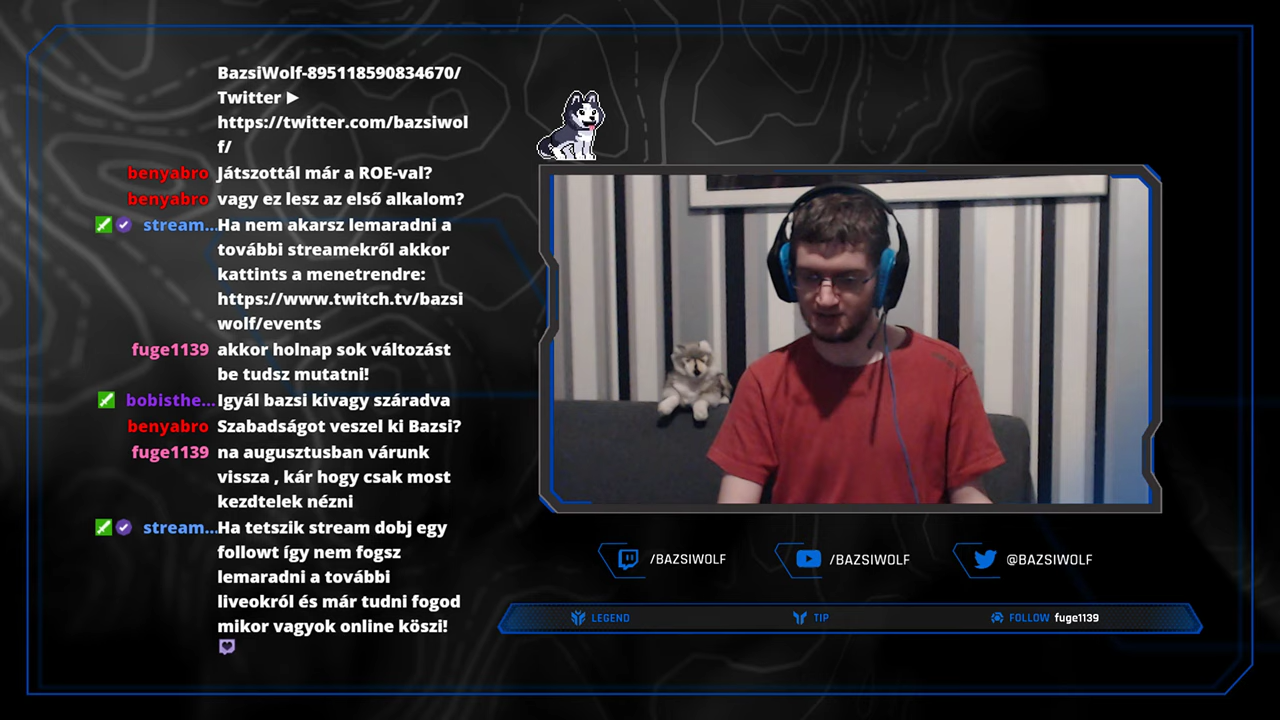 BazsiWolf-895118590834670/
Twitter ▶
https://twitter.com/bazsiwol
f/
benyabro Játszottál már a ROE-val?
benyabro vagy ez lesz az első alkalom?
stream... Ha nem akarsz lemaradni a
további streamekről akkor
kattints a menetrendre:
https://www.twitch.tv/bazsi
wolf/events
fuge1139 akkor holnap sok változást
be tudsz mutatni!
bobisthe... Igyál bazsi kivagy száradva
benyabro Szabadságot veszel ki Bazsi?
fuge1139 na augusztusban várunk
vissza , kár hogy csak most
kezdtelek nézni
stream... Ha tetszik stream dobj egy
followt így nem fogsz
lemaradni a további
liveokról és már tudni fogod
mikor vagyok online köszi!
/BAZSIWOLF
/BAZSIWOLF
@BAZSIWOLF
LEGEND
TIP
FOLLOW fuge1139